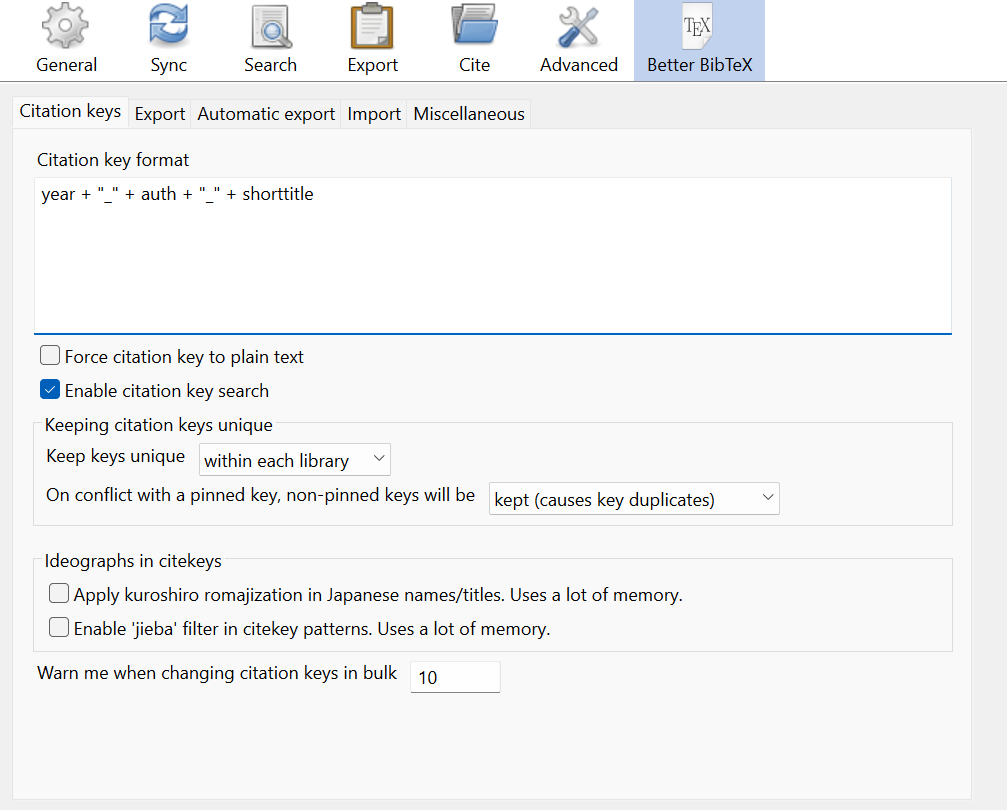 General Sync Search Export Cite Advanced Better BibTeX
TEX
Citation keys Export Automatic export Import Miscellaneous
Citation key format
year + "_" + auth + "_" + shorttitle
Force citation key to plain text
Enable citation key search
Keeping citation keys unique
Keep keys unique within each library
On conflict with a pinned key, non-pinned keys will be kept (causes key duplicates)
Ideographs in citekeys
Apply kuroshiro romajization in Japanese names/titles. Uses a lot of memory.
Enable 'jieba' filter in citekey patterns. Uses a lot of memory.
Warn me when changing citation keys in bulk 10